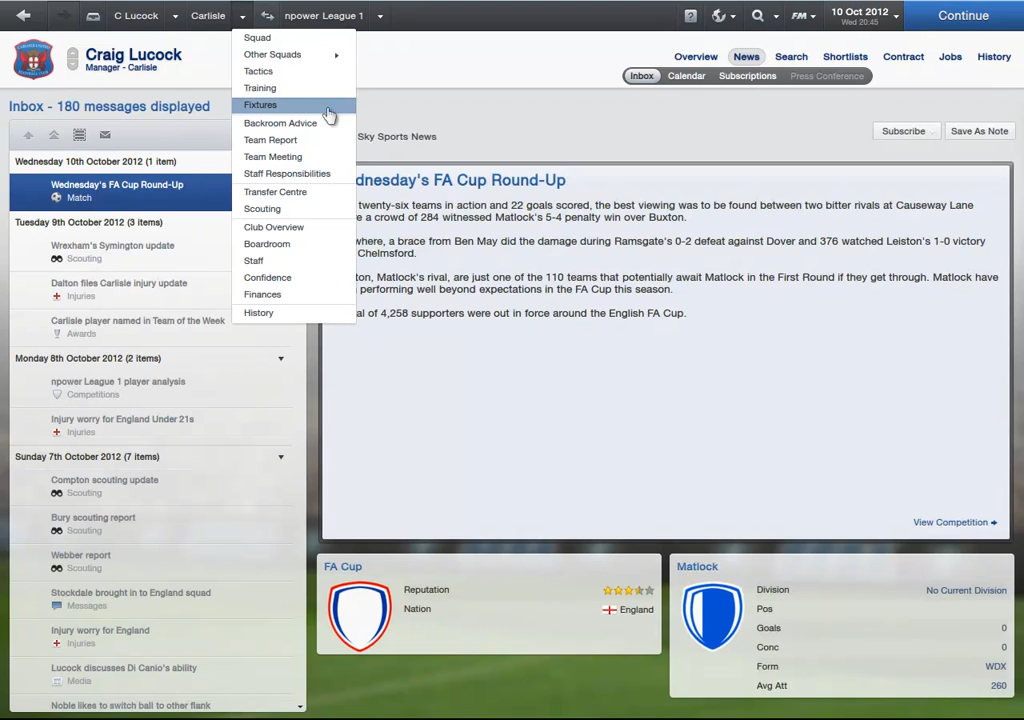 C Lucock
Carlisle
npower League 1
?
FM
10 Oct 2012
Wed 20:45
Continue
Craig Lucock
Manager - Carlisle
Overview
News
Search
Shortlists
Contract
Jobs
History
Inbox
Calendar
Subscriptions
Press Conference
Squad
Other Squads
Tactics
Training
Fixtures
Backroom Advice
Team Report
Team Meeting
Staff Responsibilities
Transfer Centre
Scouting
Club Overview
Boardroom
Staff
Confidence
Finances
History
Inbox - 180 messages displayed
Wednesday 10th October 2012 (1 item)
Wednesday's FA Cup Round-Up
Match
Tuesday 9th October 2012 (3 items)
Wrexham's Symington update
Scouting
Dalton files Carlisle injury update
Injuries
Carlisle player named in Team of the Week
Awards
Monday 8th October 2012 (2 items)
npower League 1 player analysis
Competitions
Injury worry for England Under 21s
Injuries
Sunday 7th October 2012 (7 items)
Compton scouting update
Scouting
Bury scouting report
Scouting
Webber report
Scouting
Stockdale brought in to England squad
Messages
Injury worry for England
Injuries
Lucock discusses Di Canio's ability
Media
Noble likes to switch ball to other flank
Sky Sports News
Subscribe
Save As Note
dnesday's FA Cup Round-Up
twenty-six teams in action and 22 goals scored, the best viewing was to be found between two bitter rivals at Causeway Lane
e a crowd of 284 witnessed Matlock's 5-4 penalty win over Buxton.
where, a brace from Ben May did the damage during Ramsgate's 0-2 defeat against Dover and 376 watched Leiston's 1-0 victory
Chelmsford.
ton, Matlock's rival, are just one of the 110 teams that potentially await Matlock in the First Round if they get through. Matlock have
performing well beyond expectations in the FA Cup this season.
al of 4,258 supporters were out in force around the English FA Cup.
View Competition
FA Cup
Reputation
Nation
England
Matlock
Division
No Current Division
Pos
Goals
0
Conc
0
Form
WDX
Avg Att
260